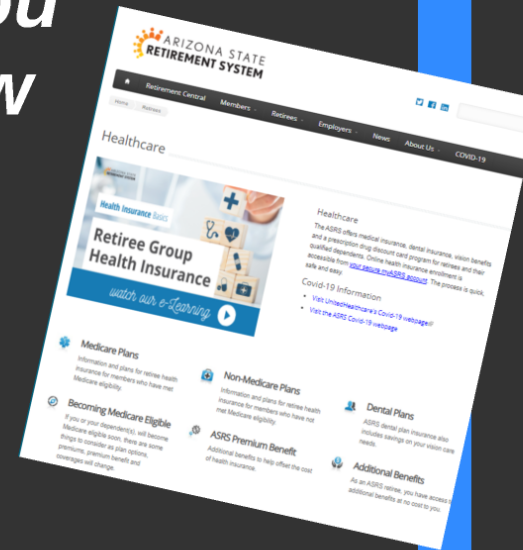 ou
w
ARIZONA STATE
RETIREMENT SYSTEM
Retirement Central Members Retirees Employers News About Us COVID-19
Home Retirees
Healthcare
Health Insurance Basics
Retiree Group
Health Insurance
watch our e-Learning
Healthcare
The ASRS offers medical insurance, dental insurance, vision benefits
and a prescription drug discount card program for retirees and their
qualified dependents. Online health insurance enrollment is
accessible from your secure myASRS account. The process is quick,
safe and easy.
Covid-19 Information
Visit UnitedHealthcare's Covid-19 webpage
Visit the ASRS Covid-19 webpage
Medicare Plans
Information and plans for retiree health
insurance for members who have met
Medicare eligibility.
Non-Medicare Plans
Information and plans for retiree health
insurance for members who have not
met Medicare eligibility.
Dental Plans
ASRS dental plan insurance also
includes savings on your vision care
needs.
Becoming Medicare Eligible
If you or your dependent(s), will become
Medicare eligible soon, there are some
things to consider as plan options,
premiums, premium benefit and
coverages will change.
ASRS Premium Benefit
Additional benefits to help offset the cost
of health insurance.
Additional Benefits
As an ASRS retiree, you have access
additional benefits at no cost to you.